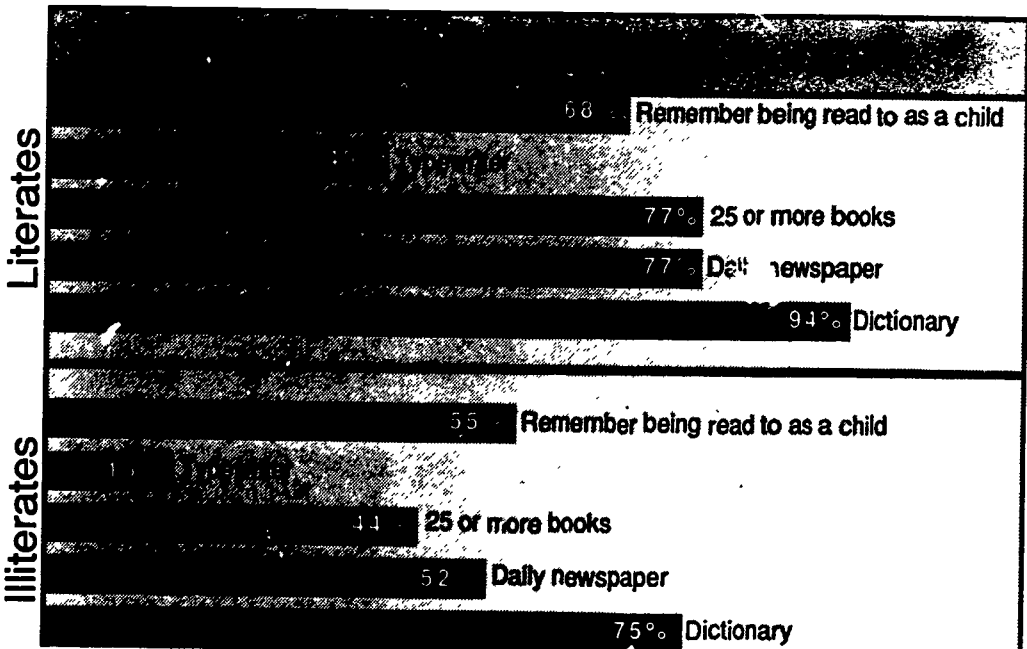 Literates
68 Remember being read to as a child
Typewriter
77% 25 or more books
77% newspaper
94% Dictionary
Illiterates
55 Remember being read to as a child
44 25 or more books
52 Daily newspaper
75% Dictionary